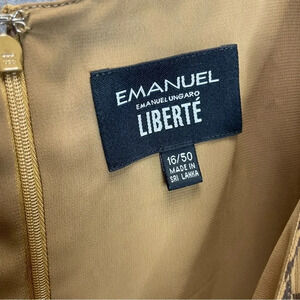 EMANUEL
EMANUEL UNGARO
LIBERTÉ
16/50
MADE IN
SRI LANKA